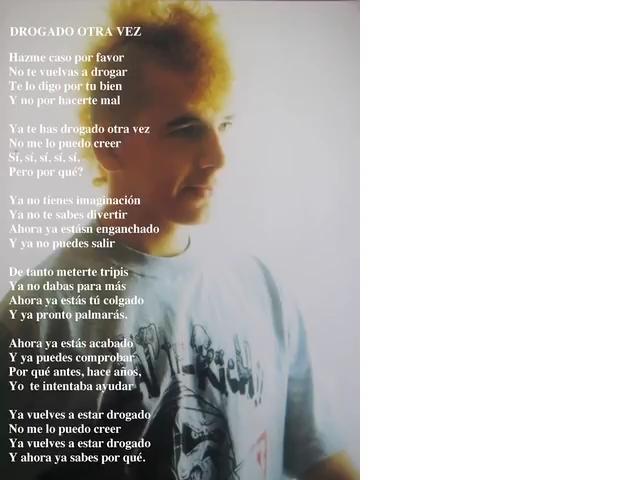 DROGADO OTRA VEZ
Hazme caso por favor
No te vuelvas a drogar
Te lo digo por tu bien
Y no por hacerte mal
Ya te has drogado otra vez
No me lo puedo creer
Sí, sí, sí, sí, sí,
Pero por qué?
Ya no tienes imaginación
Ya no te sabes divertir
Ahora ya estásn enganchado
Y ya no puedes salir
De tanto meterte tripis
Ya no dabas para más
Ahora ya estás tú colgado
Y ya pronto palmarás.
Ahora ya estás acabado
Y ya puedes comprobar
Por qué antes, hace años,
Yo  te intentaba ayudar
Ya vuelves a estar drogado
No me lo puedo creer
Ya vuelves a estar drogado
Y ahora ya sabes por qué.